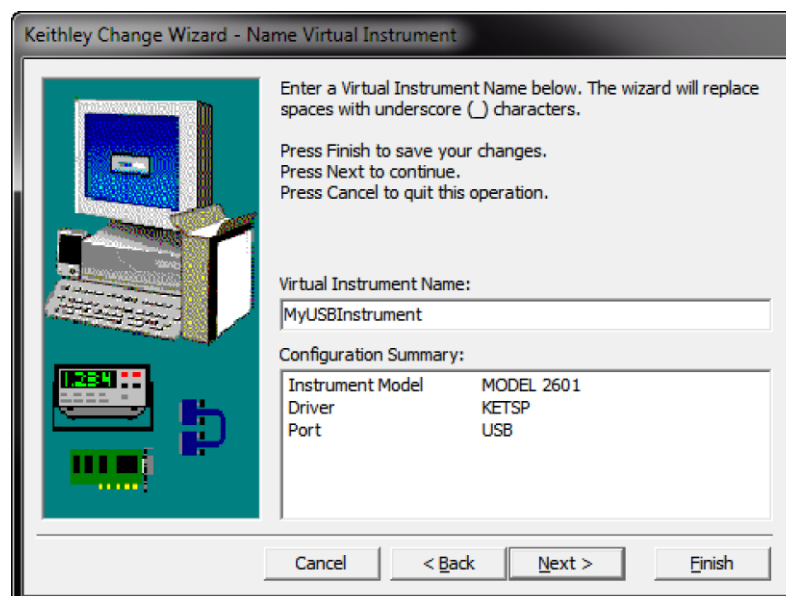 Keithley Change Wizard - Name Virtual Instrument
Enter a Virtual Instrument Name below. The wizard will replace
spaces with underscore (_) characters.
Press Finish to save your changes.
Press Next to continue.
Press Cancel to quit this operation.
1.234
Virtual Instrument Name:
MyUSBInstrument
Configuration Summary:
Instrument Model MODEL 2601
Driver KETSP
Port USB
Cancel < Back Next > Finish